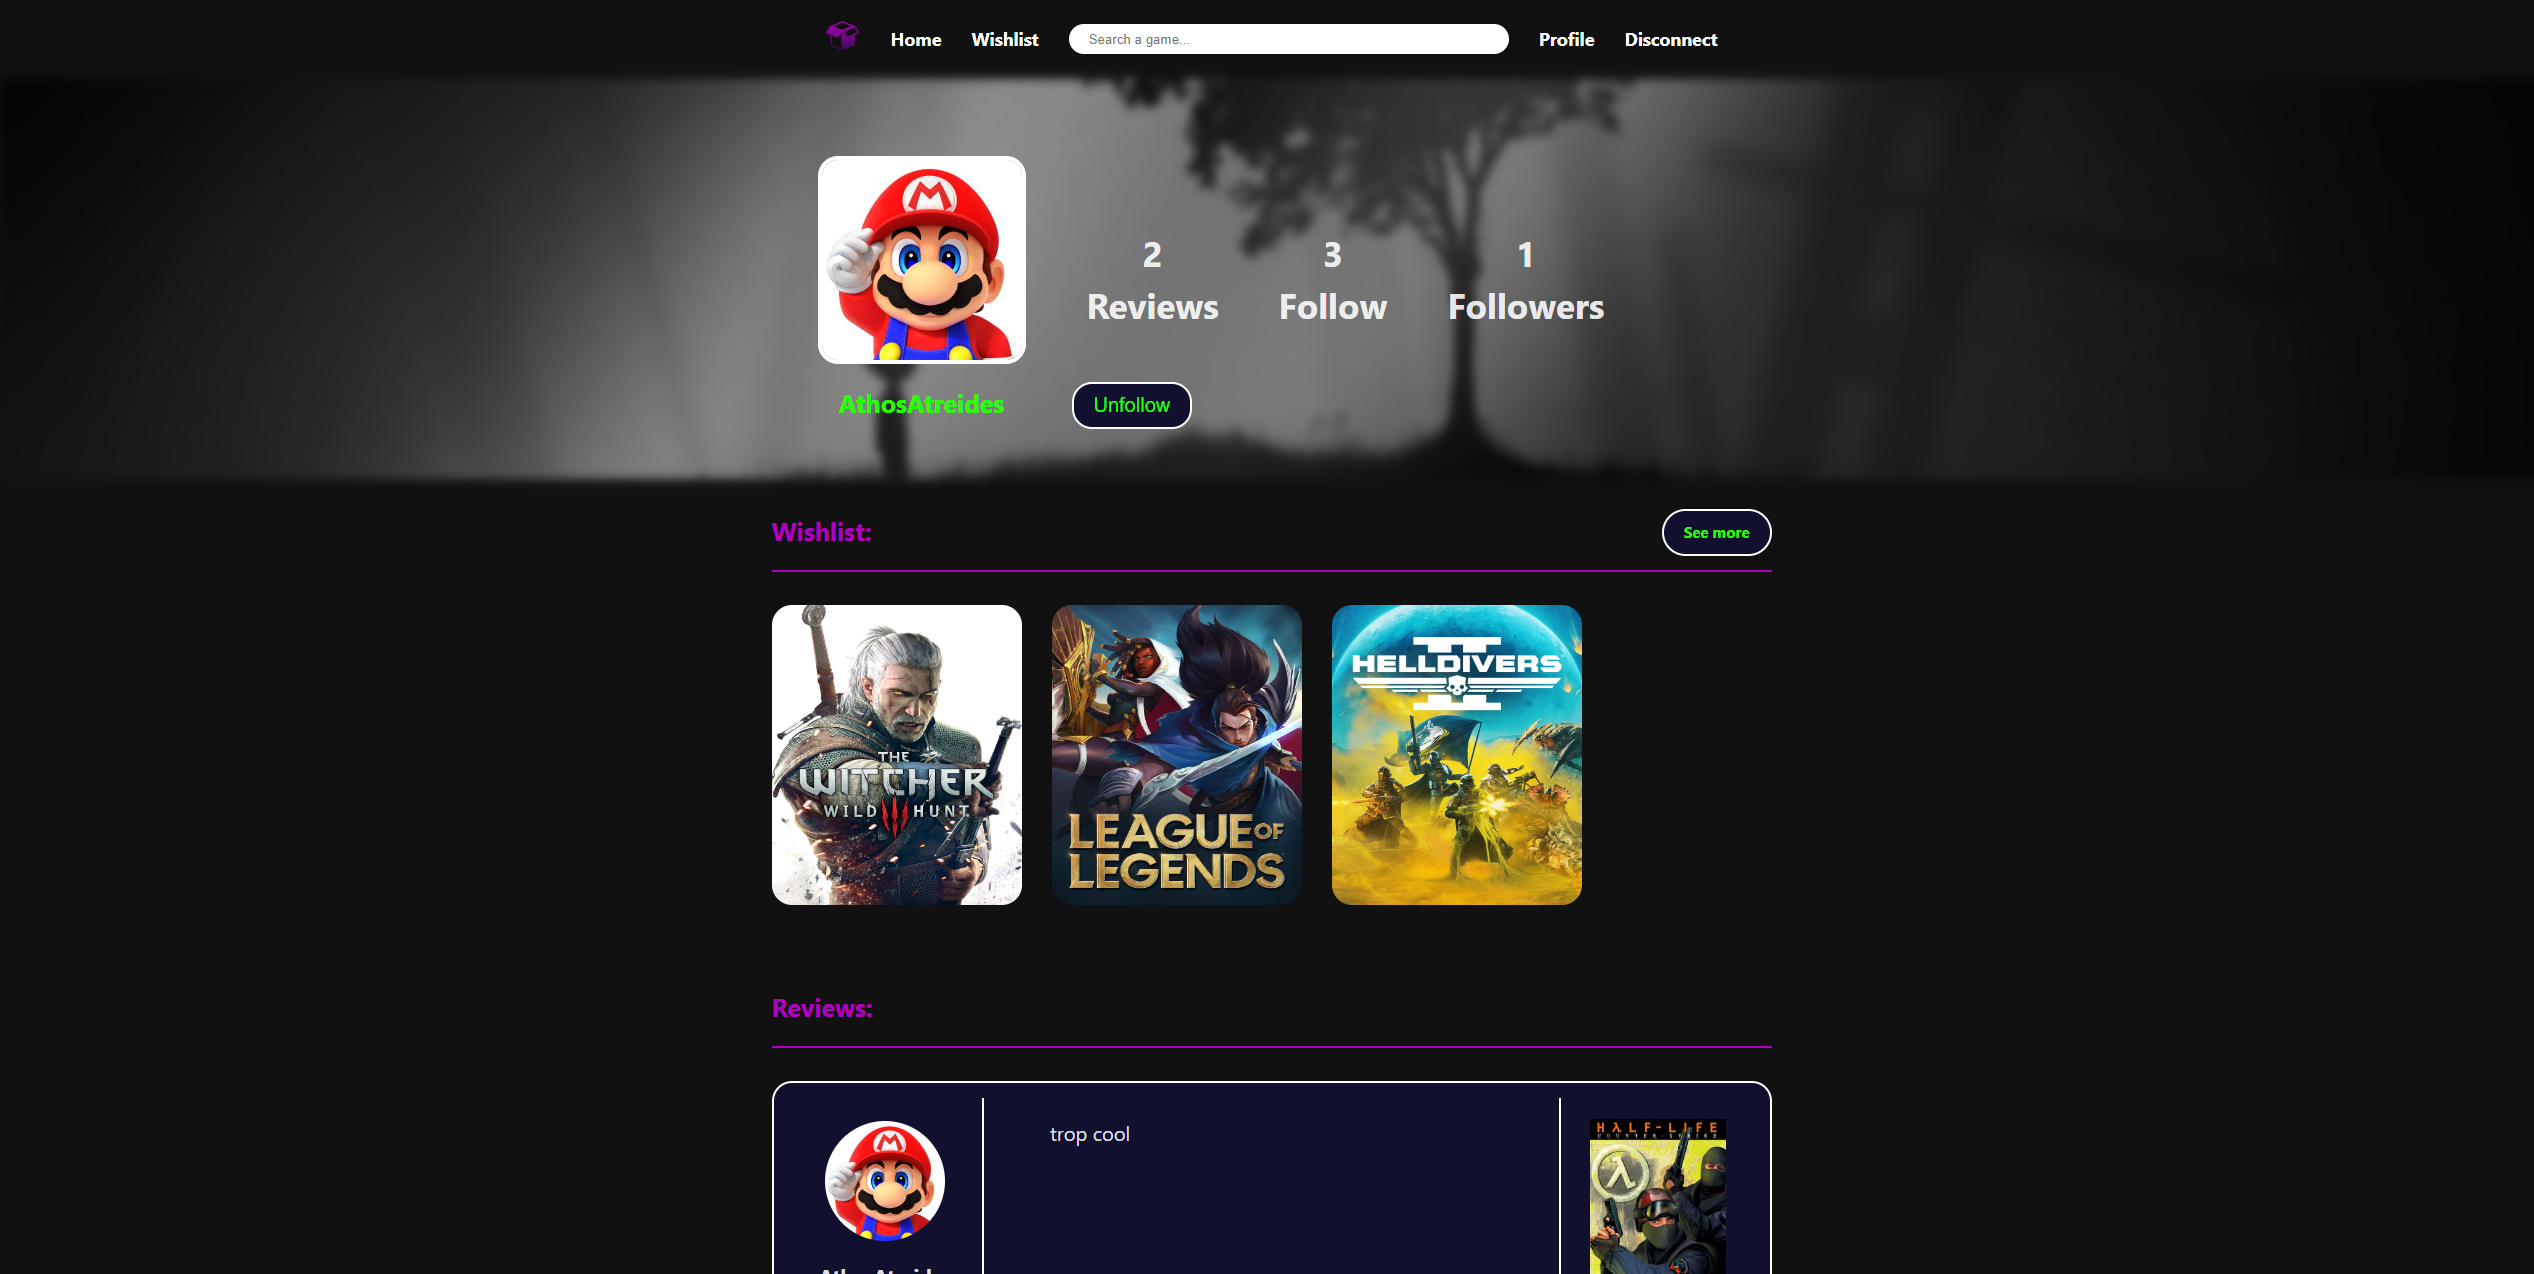 Home Wishlist Search a game... Profile Disconnect
M
2 3 1
Reviews Follow Followers
AthosAtreides Unfollow
Wishlist: See more
THE
WITCHER
WILD III HUNT
LEAGUE OF
LEGENDS
II
HELLDIVERS
Reviews:
M
trop cool
HALF-LIFE
COUNTER-STRIKE